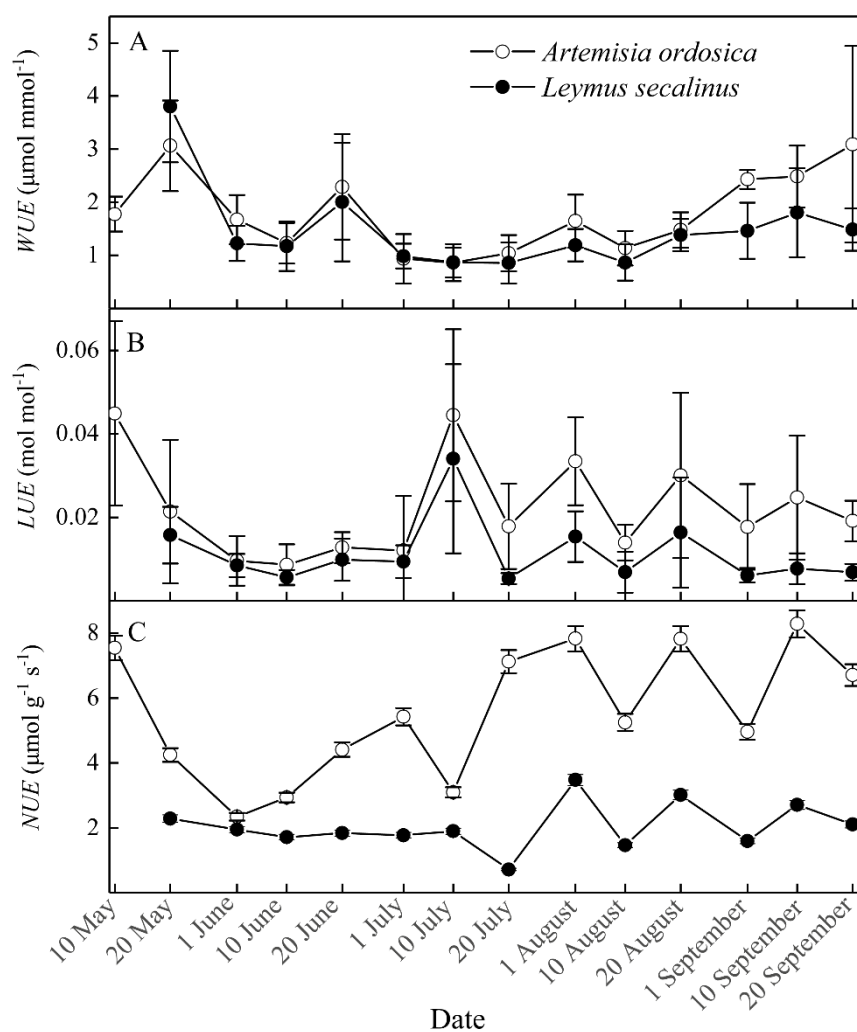 A
Artemisia ordosica
Leymus secalinus
5
4
3
2
1
WUE (μmol mmol⁻¹)
B
0.06
0.04
0.02
LUE (mol mol⁻¹)
C
8
6
4
2
NUE (μmol g⁻¹ s⁻¹)
10 May
20 May
1 June
10 June
20 June
1 July
10 July
20 July
1 August
10 August
20 August
1 September
10 September
20 September
Date